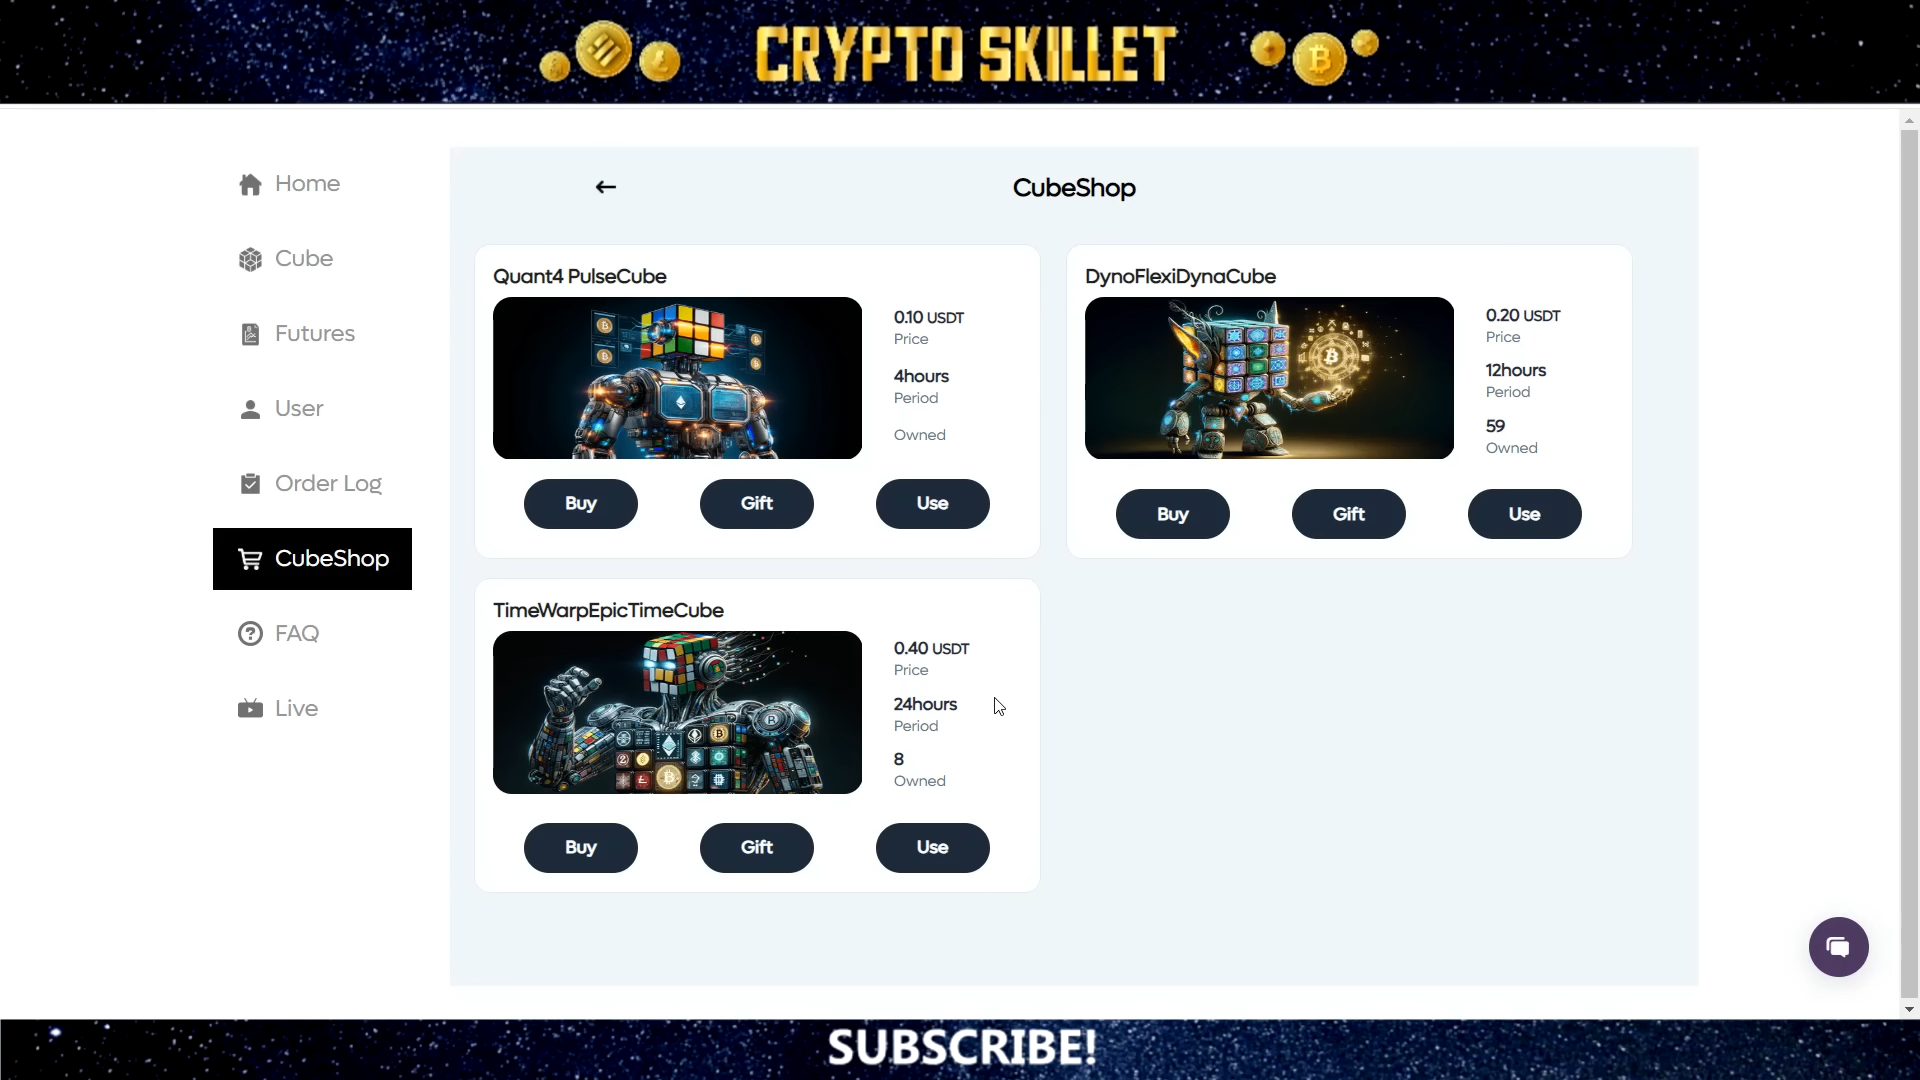 CRYPTO SKILLET
Home
Cube
Futures
User
Order Log
CubeShop
FAQ
Live
CubeShop
Quant4 PulseCube
0.10 USDT
Price
4hours
Period
Owned
Buy
Gift
Use
DynoFlexiDynaCube
0.20 USDT
Price
12hours
Period
59
Owned
Buy
Gift
Use
TimeWarpEpicTimeCube
0.40 USDT
Price
24hours
Period
8
Owned
Buy
Gift
Use
SUBSCRIBE!